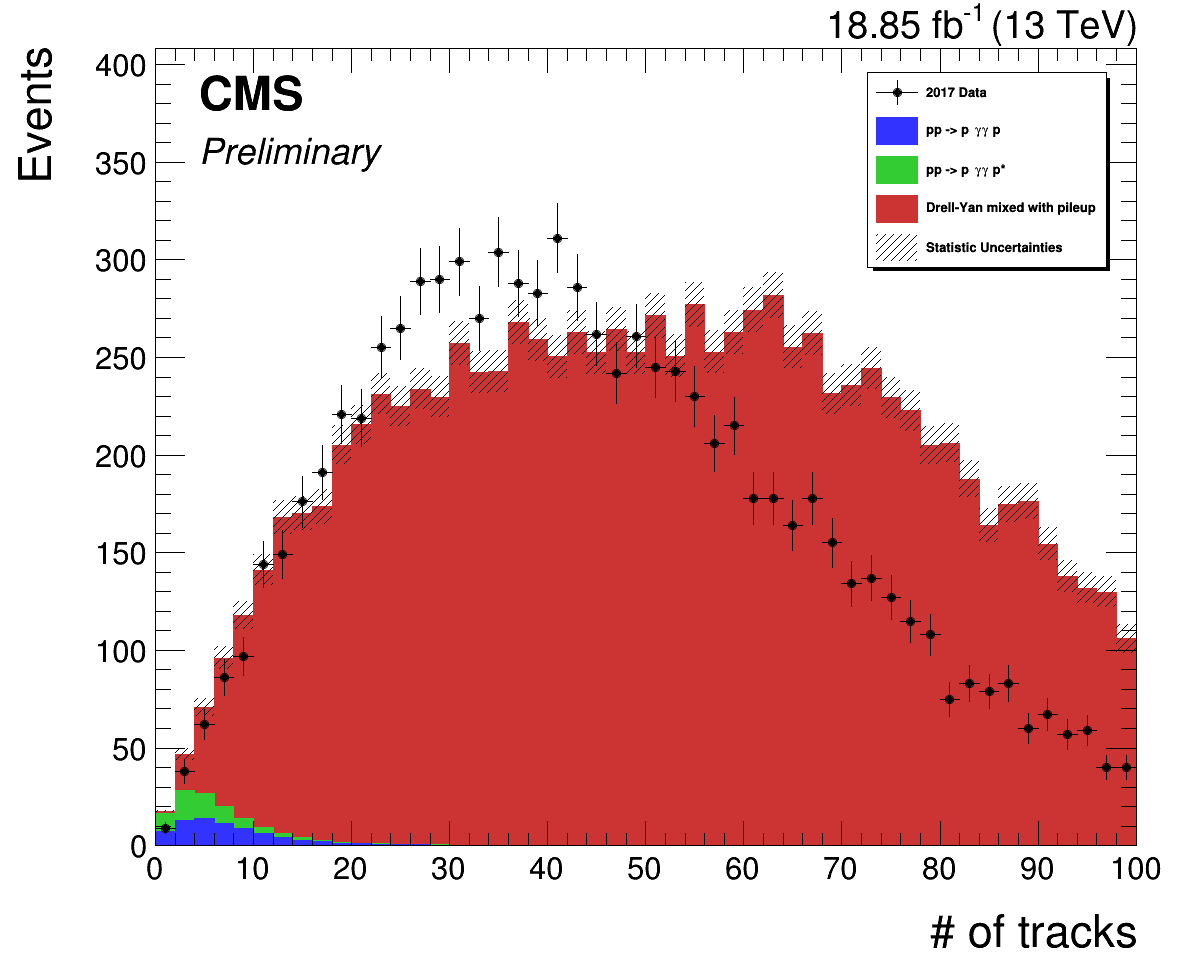 18.85 fb⁻¹ (13 TeV)
Events
400
350
300
250
200
150
100
50
0
CMS
Preliminary
2017 Data
pp -> p γγ p
pp -> p γγ p*
Drell-Yan mixed with pileup
Statistic Uncertainties
0 10 20 30 40 50 60 70 80 90 100
# of tracks